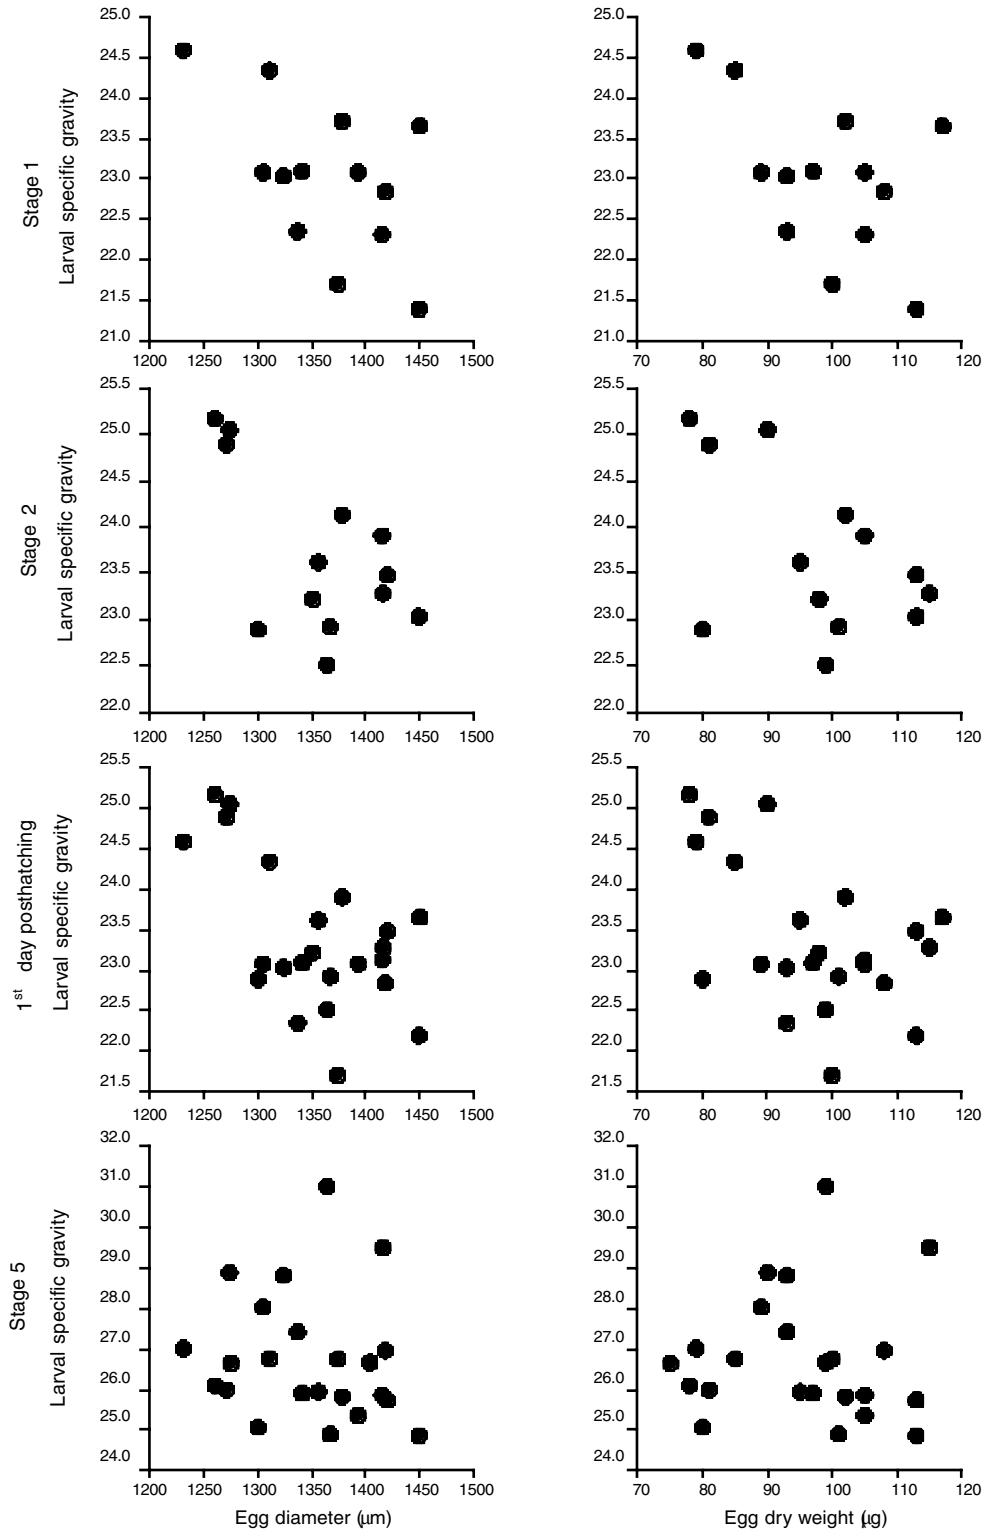 25.0 25.0
24.5 24.5
24.0 24.0
23.5 23.5
23.0 23.0
22.5 22.5
22.0 22.0
21.5 21.5
21.0 21.0
Stage 1
Larval specific gravity
1200 1250 1300 1350 1400 1450 1500 70 80 90 100 110 120
25.5 25.5
25.0 25.0
24.5 24.5
24.0 24.0
23.5 23.5
23.0 23.0
22.5 22.5
22.0 22.0
Stage 2
Larval specific gravity
1200 1250 1300 1350 1400 1450 1500 70 80 90 100 110 120
25.5 25.5
25.0 25.0
24.5 24.5
24.0 24.0
23.5 23.5
23.0 23.0
22.5 22.5
22.0 22.0
21.5 21.5
1st day posthatching
Larval specific gravity
1200 1250 1300 1350 1400 1450 1500 70 80 90 100 110 120
32.0 32.0
31.0 31.0
30.0 30.0
29.0 29.0
28.0 28.0
27.0 27.0
26.0 26.0
25.0 25.0
24.0 24.0
Stage 5
Larval specific gravity
1200 1250 1300 1350 1400 1450 1500 70 80 90 100 110 120
Egg diameter (μm) Egg dry weight (μg)